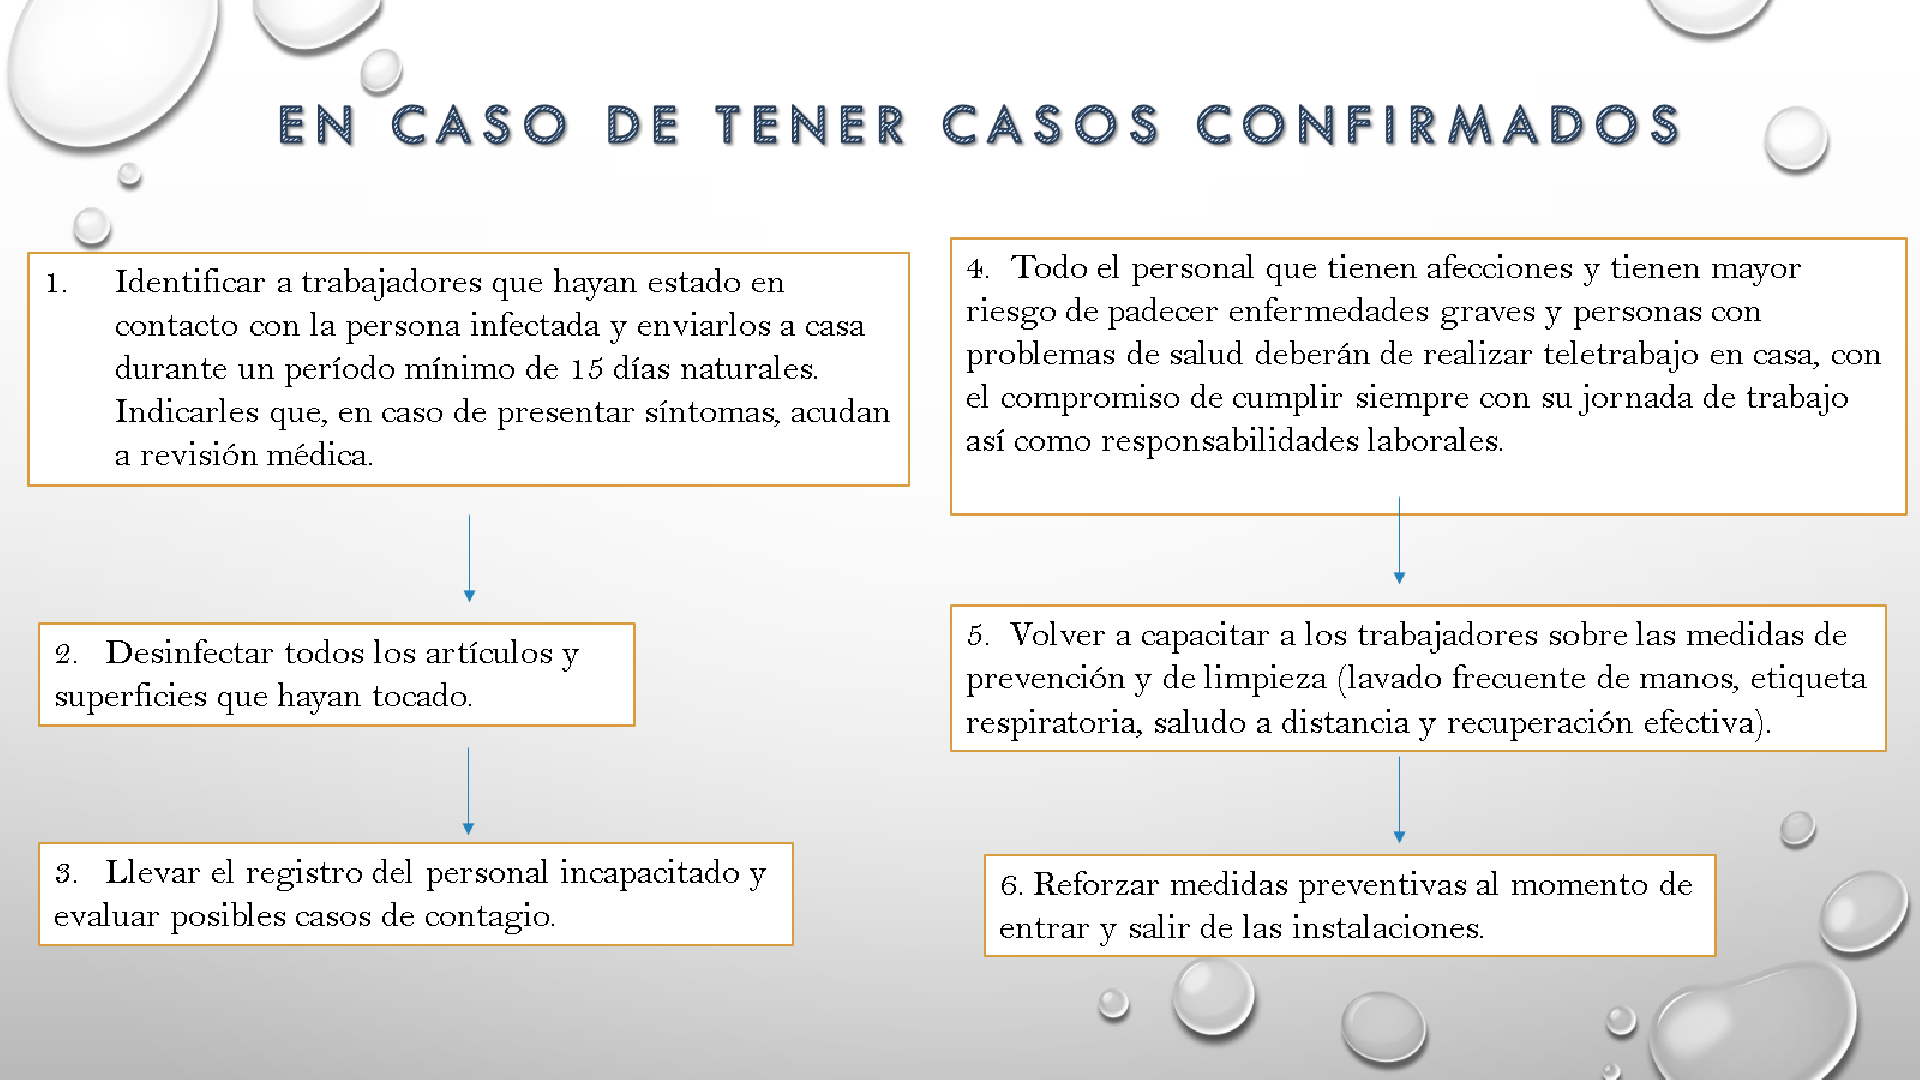 EN CASO DE TENER CASOS CONFIRMADOS
1. Identificar a trabajadores que hayan estado en
contacto con la persona infectada y enviarlos a casa
durante un período mínimo de 15 días naturales.
Indicarles que, en caso de presentar síntomas, acudan
a revisión médica.
2. Desinfectar todos los artículos y
superficies que hayan tocado.
3. Llevar el registro del personal incapacitado y
evaluar posibles casos de contagio.
4. Todo el personal que tienen afecciones y tienen mayor
riesgo de padecer enfermedades graves y personas con
problemas de salud deberán de realizar teletrabajo en casa, con
el compromiso de cumplir siempre con su jornada de trabajo
así como responsabilidades laborales.
5. Volver a capacitar a los trabajadores sobre las medidas de
prevención y de limpieza (lavado frecuente de manos, etiqueta
respiratoria, saludo a distancia y recuperación efectiva).
6. Reforzar medidas preventivas al momento de
entrar y salir de las instalaciones.